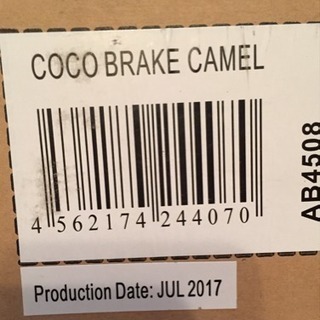 COCO BRAKE CAMEL
4 562174 244070
AB4508
Production Date: JUL 2017